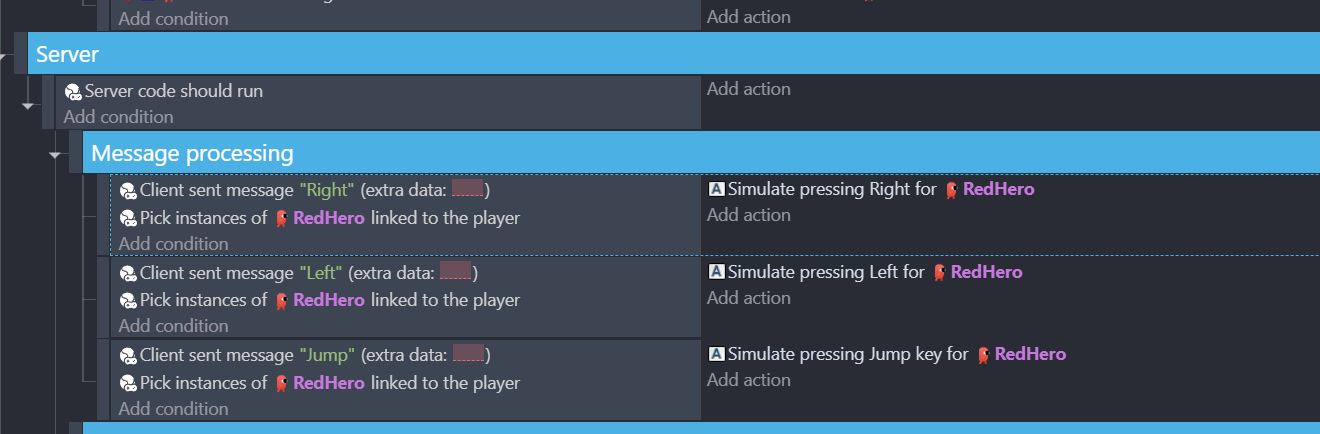 Add condition
Add action
Server
Server code should run
Add action
Add condition
Message processing
Client sent message "Right" (extra data: )
Simulate pressing Right for RedHero
Pick instances of RedHero linked to the player
Add action
Add condition
Client sent message "Left" (extra data: )
Simulate pressing Left for RedHero
Pick instances of RedHero linked to the player
Add action
Add condition
Client sent message "Jump" (extra data: )
Simulate pressing Jump key for RedHero
Pick instances of RedHero linked to the player
Add action
Add condition